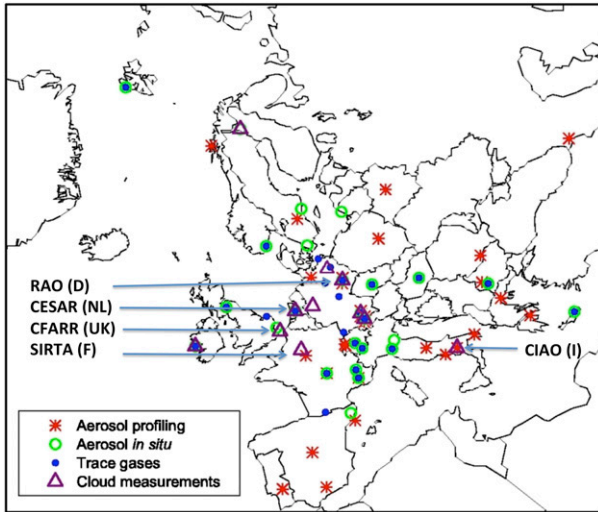 RAO (D)
CESAR (NL)
CFARR (UK)
SIRTA (F)
CIAO (I)
Aerosol profiling
Aerosol in situ
Trace gases
Cloud measurements